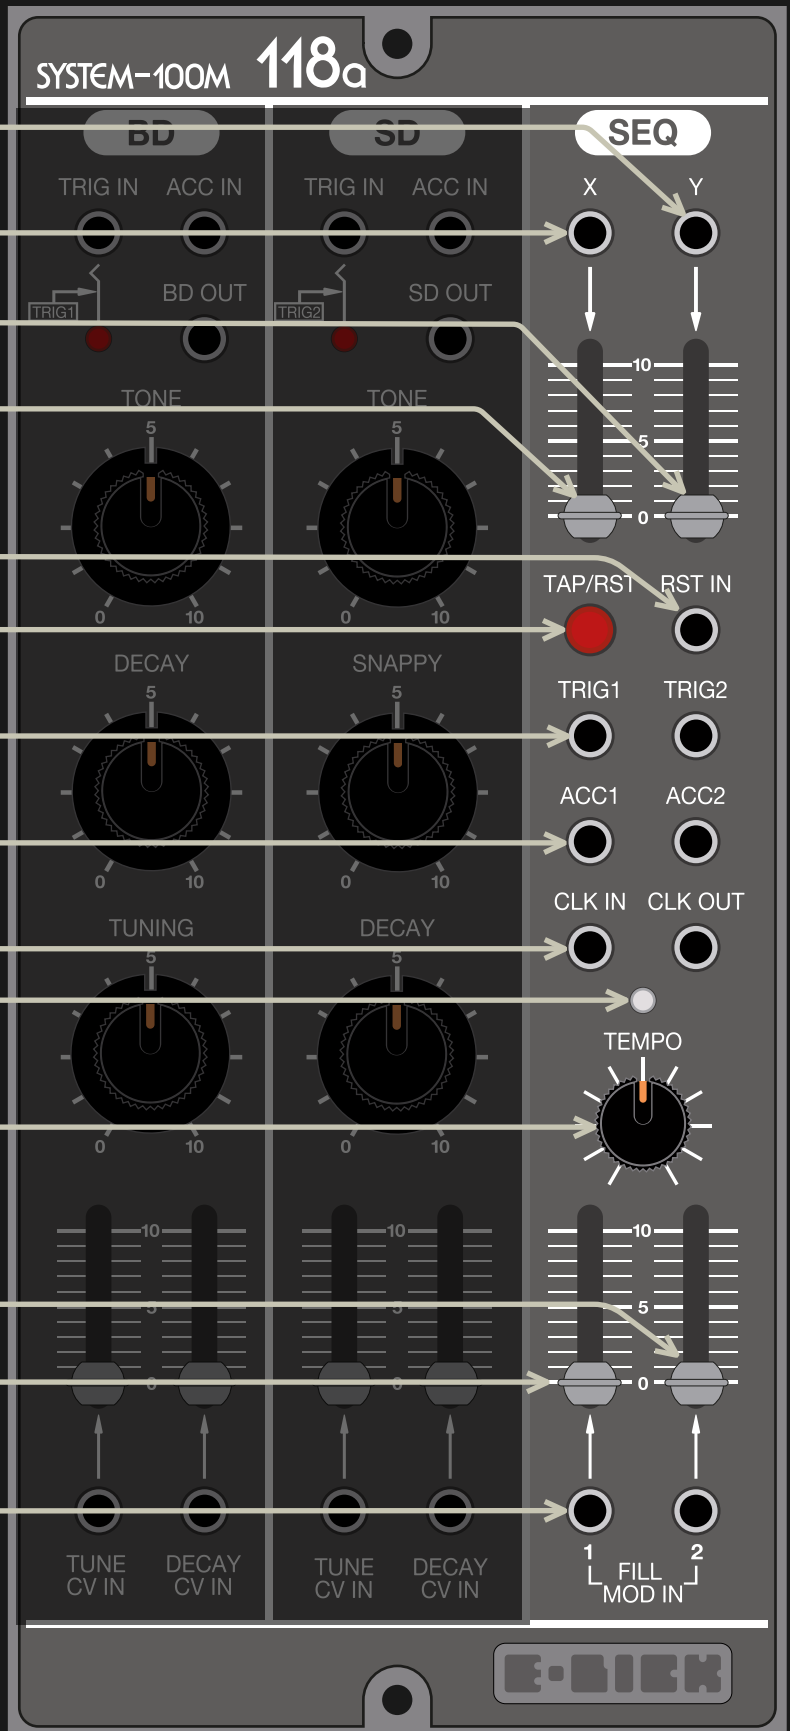 SYSTEM-100M 118a
BD SD SEQ
TRIG IN ACC IN TRIG IN ACC IN X Y
BD OUT SD OUT
TRIG1 TRIG2
10
TONE TONE
5 5 5
0
TAP/RST RST IN
0 10 0 10
DECAY SNAPPY
5 5 TRIG1 TRIG2
ACC1 ACC2
0 10 0 10
CLK IN CLK OUT
TUNING DECAY
5 5
TEMPO
0 10 0 10
10 10 10
5 5 5
0 0 0
TUNE DECAY TUNE DECAY 1 2
CV IN CV IN CV IN CV IN FILL
MOD IN